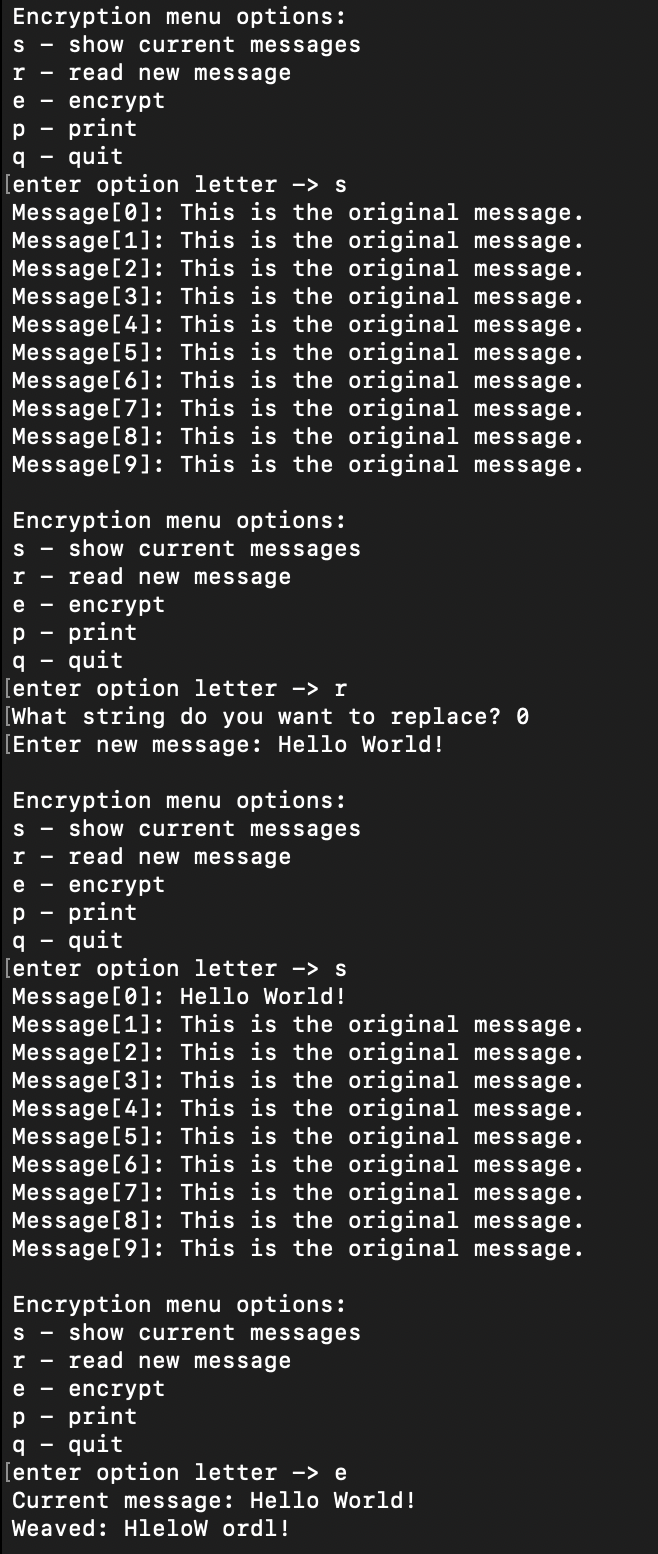 Encryption menu options:
s – show current messages
r – read new message
e – encrypt
p – print
q – quit
[enter option letter –> s
Message[0]: This is the original message.
Message[1]: This is the original message.
Message[2]: This is the original message.
Message[3]: This is the original message.
Message[4]: This is the original message.
Message[5]: This is the original message.
Message[6]: This is the original message.
Message[7]: This is the original message.
Message[8]: This is the original message.
Message[9]: This is the original message.

Encryption menu options:
s – show current messages
r – read new message
e – encrypt
p – print
q – quit
[enter option letter –> r
[What string do you want to replace? 0
[Enter new message: Hello World!

Encryption menu options:
s – show current messages
r – read new message
e – encrypt
p – print
q – quit
[enter option letter –> s
Message[0]: Hello World!
Message[1]: This is the original message.
Message[2]: This is the original message.
Message[3]: This is the original message.
Message[4]: This is the original message.
Message[5]: This is the original message.
Message[6]: This is the original message.
Message[7]: This is the original message.
Message[8]: This is the original message.
Message[9]: This is the original message.

Encryption menu options:
s – show current messages
r – read new message
e – encrypt
p – print
q – quit
[enter option letter –> e
Current message: Hello World!
Weaved: HleloW ordl!